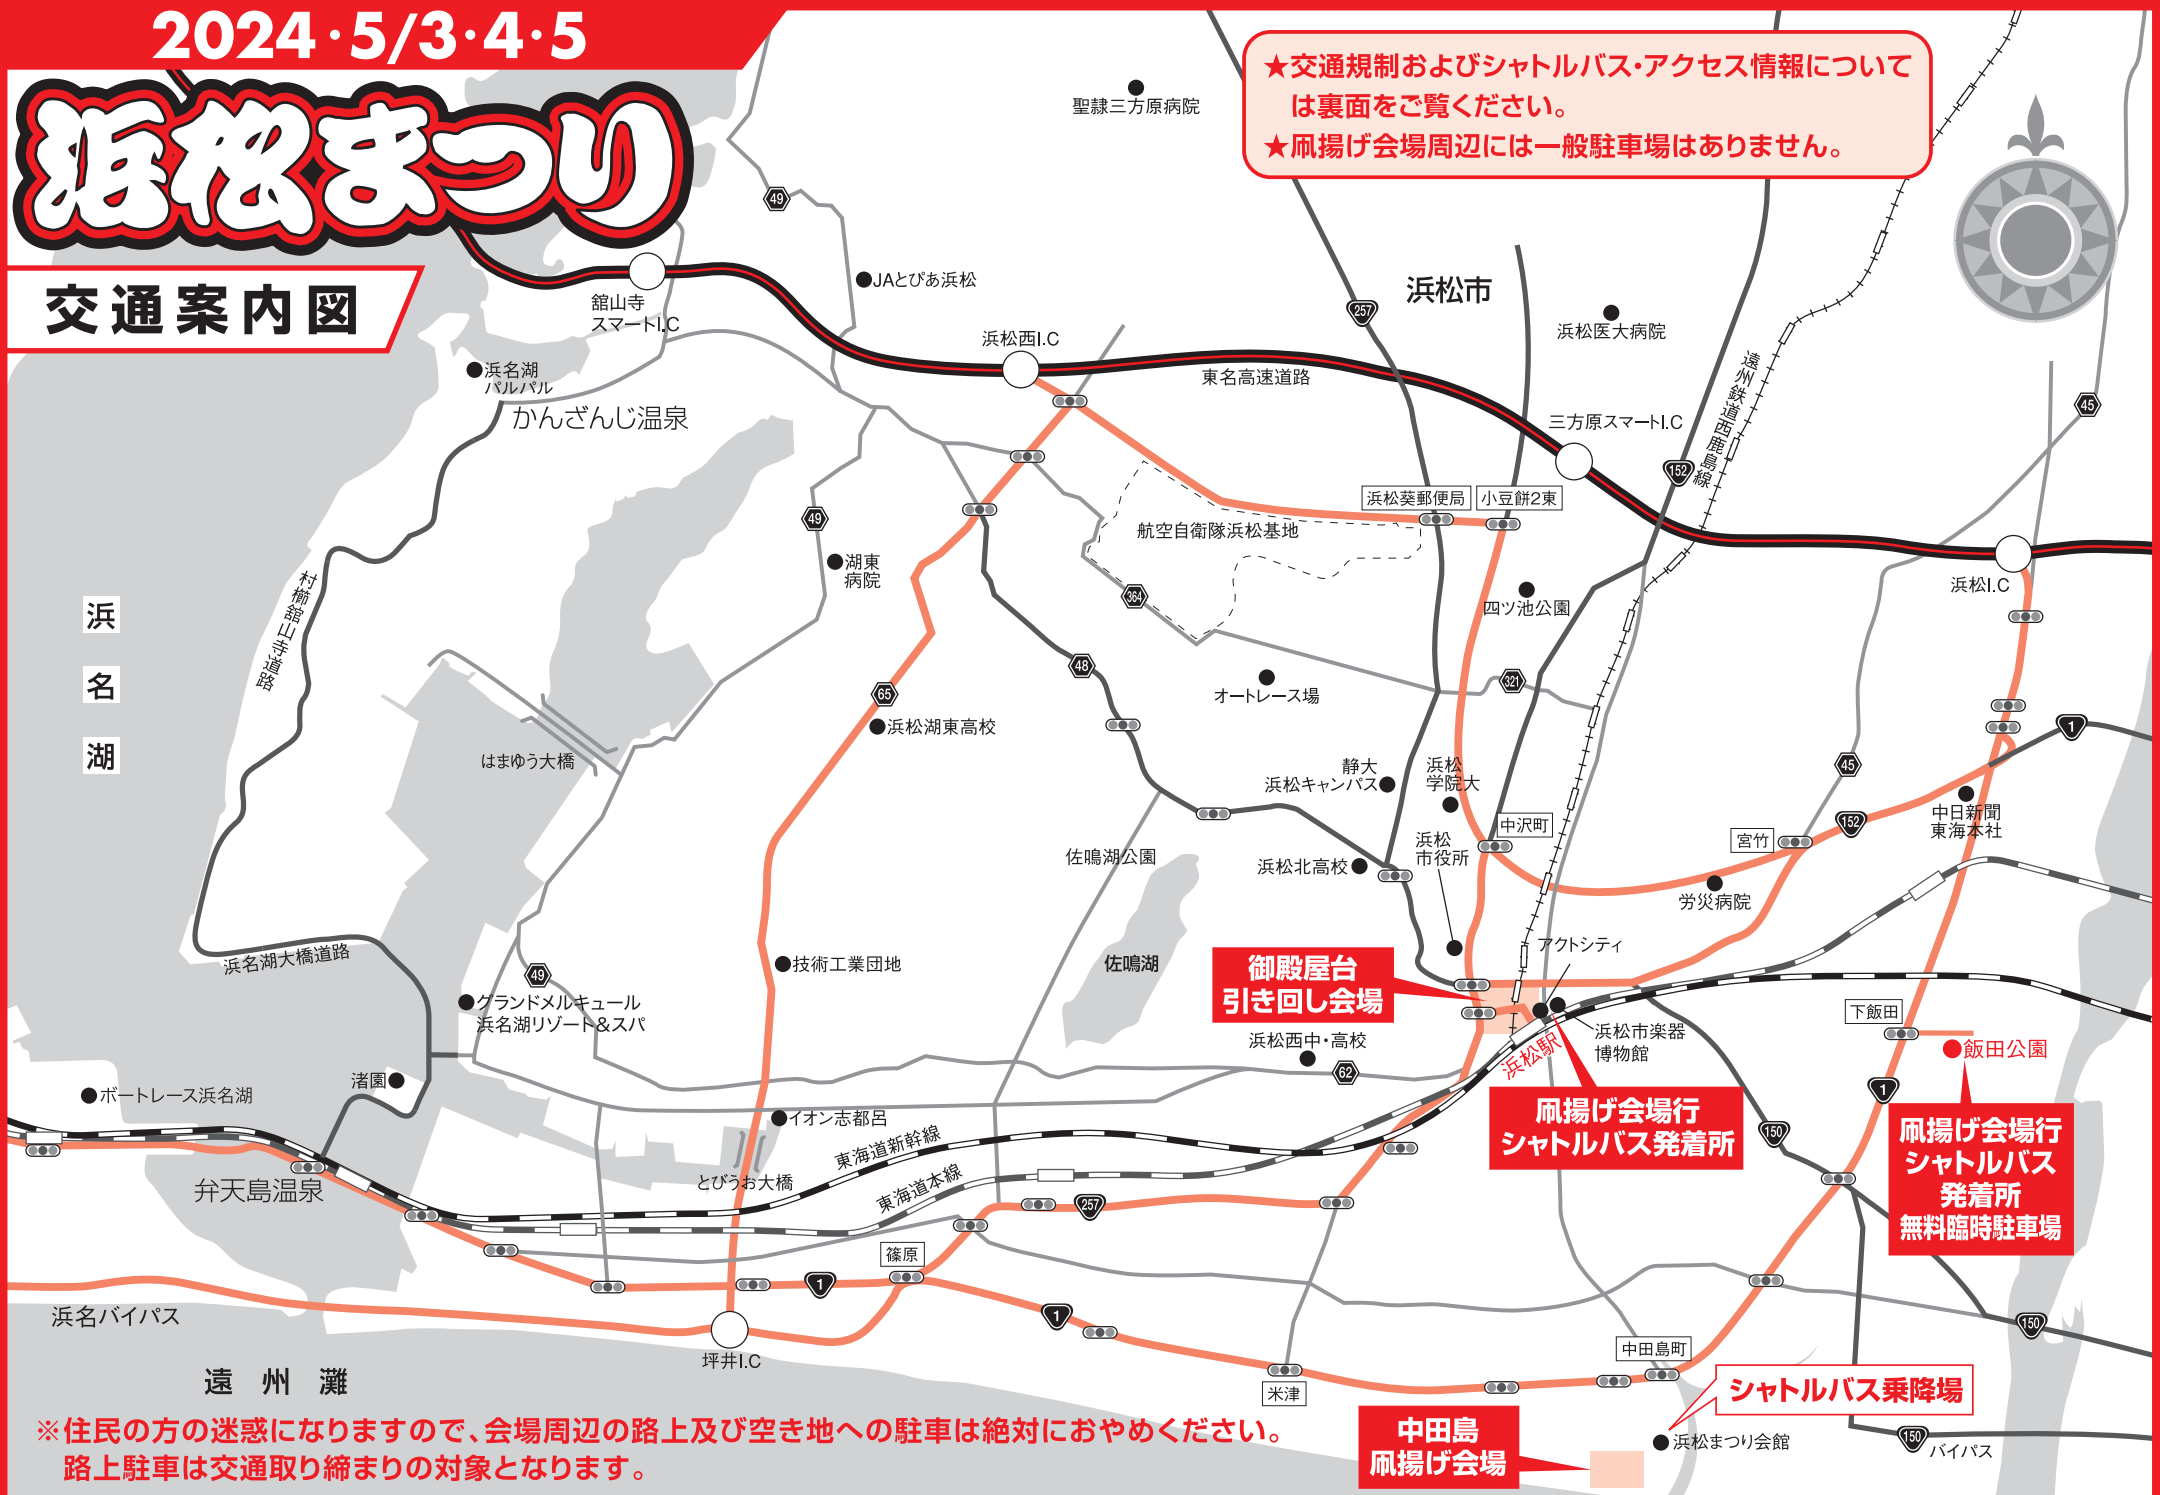 2024・5/3・4・5
浜松まつり
交通案内図
★交通規制およびシャトルバス・アクセス情報について
は裏面をご覧ください。
★凧揚げ会場周辺には一般駐車場はありません。
聖隷三方原病院
49
JAとぴあ浜松
舘山寺
スマートI.C
浜松西I.C
東名高速道路
257
浜松市
浜松医大病院
遠州鉄道西鹿島線
45
浜名湖
パルパル
かんざんじ温泉
三方原スマートI.C
152
浜松葵郵便局
小豆餅2東
航空自衛隊浜松基地
49
湖東
病院
364
四ツ池公園
浜松I.C
浜名湖
村櫛舘山寺道路
48
65
オートレース場
321
浜松湖東高校
1
はまゆう大橋
静大
浜松キャンパス
浜松
学院大
45
中日新聞
東海本社
152
中沢町
宮竹
浜松
市役所
佐鳴湖公園
浜松北高校
労災病院
浜名湖大橋道路
49
技術工業団地
佐鳴湖
御殿屋台
引き回し会場
アクトシティ
グランドメルキュール
浜名湖リゾート&スパ
浜松西中・高校
浜松駅
浜松市楽器
博物館
下飯田
飯田公園
62
渚園
ボートレース浜名湖
イオン志都呂
凧揚げ会場行
シャトルバス発着所
1
150
凧揚げ会場行
シャトルバス
発着所
無料臨時駐車場
東海道新幹線
東海道本線
とびうお大橋
弁天島温泉
257
篠原
1
1
浜名バイパス
坪井I.C
150
中田島町
米津
遠州灘
シャトルバス乗降場
中田島
凧揚げ会場
浜松まつり会館
150
バイパス
※住民の方の迷惑になりますので、会場周辺の路上及び空き地への駐車は絶対におやめください。
路上駐車は交通取り締まりの対象となります。